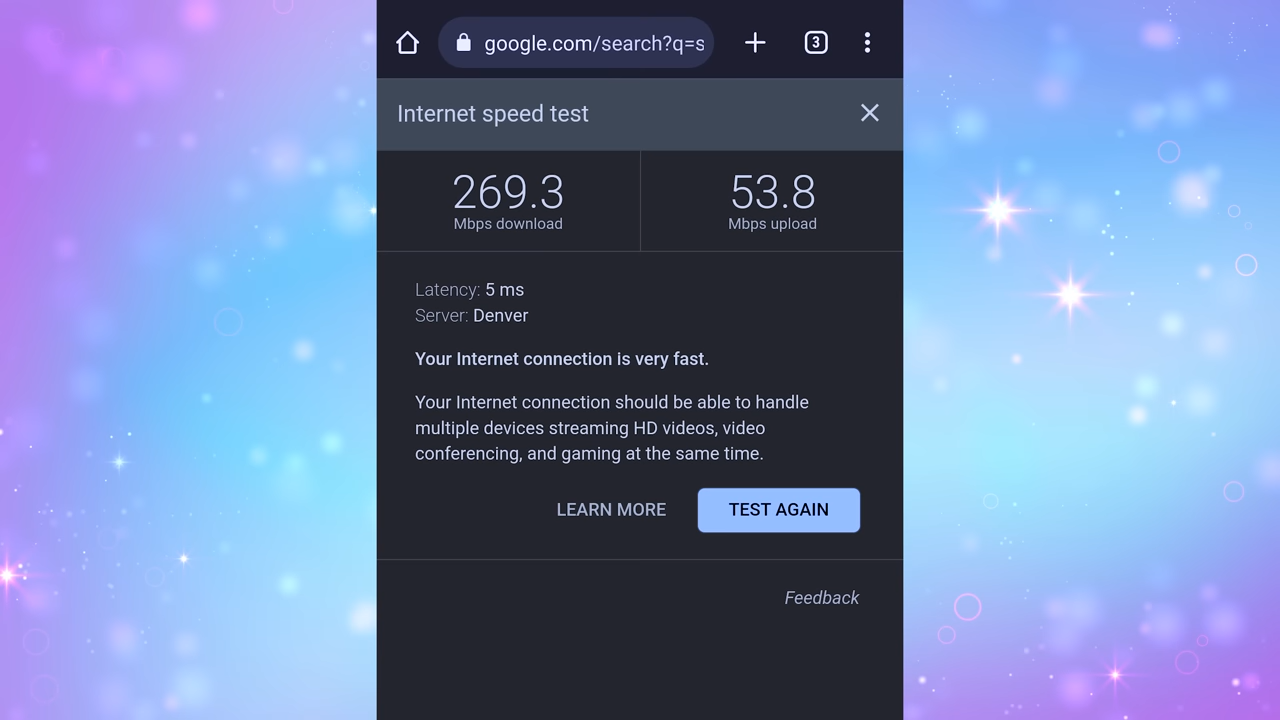 google.com/search?q=s
3
Internet speed test
269.3
Mbps download
53.8
Mbps upload
Latency: 5 ms
Server: Denver
Your Internet connection is very fast.
Your Internet connection should be able to handle
multiple devices streaming HD videos, video
conferencing, and gaming at the same time.
LEARN MORE
TEST AGAIN
Feedback